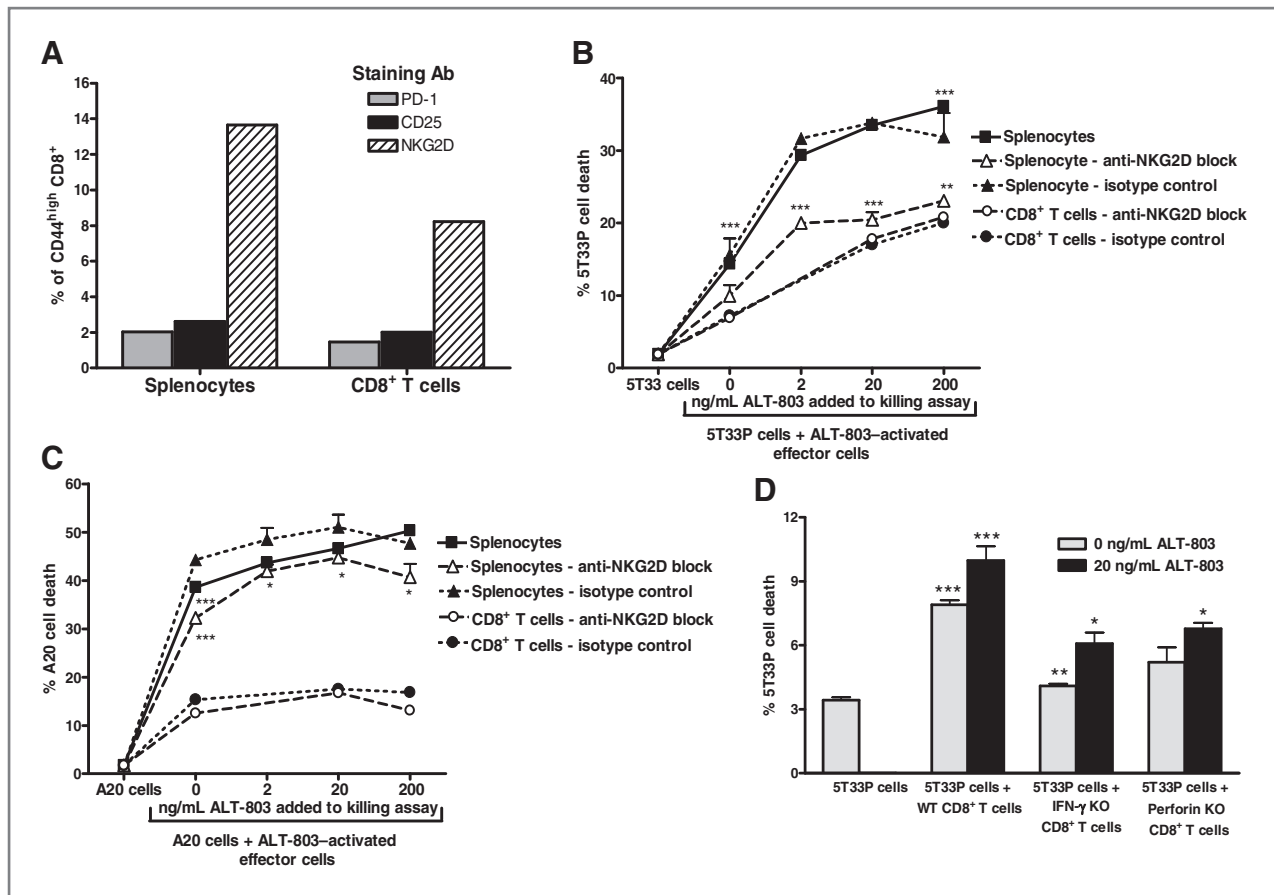 A
Staining Ab
PD-1
CD25
NKG2D
16
14
12
10
8
6
4
2
0
% of CD44^high CD8⁺
Splenocytes
CD8⁺ T cells
B
40
30
20
10
0
% 5T33P cell death
***
***
***
***
**
Splenocytes
Splenocyte - anti-NKG2D block
Splenocyte - isotype control
CD8⁺ T cells - anti-NKG2D block
CD8⁺ T cells - isotype control
5T33 cells
0
2
20
200
ng/mL ALT-803 added to killing assay
5T33P cells + ALT-803–activated
effector cells
C
60
50
40
30
20
10
0
% A20 cell death
***
***
*
*
*
Splenocytes
Splenocytes - anti-NKG2D block
Splenocytes - isotype control
CD8⁺ T cells - anti-NKG2D block
CD8⁺ T cells - isotype control
A20 cells
0
2
20
200
ng/mL ALT-803 added to killing assay
A20 cells + ALT-803–activated
effector cells
D
12
9
6
3
0
% 5T33P cell death
0 ng/mL ALT-803
20 ng/mL ALT-803
***
***
**
*
*
5T33P cells
5T33P cells +
WT CD8⁺ T cells
5T33P cells +
IFN-γ KO
CD8⁺ T cells
5T33P cells +
Perforin KO
CD8⁺ T cells